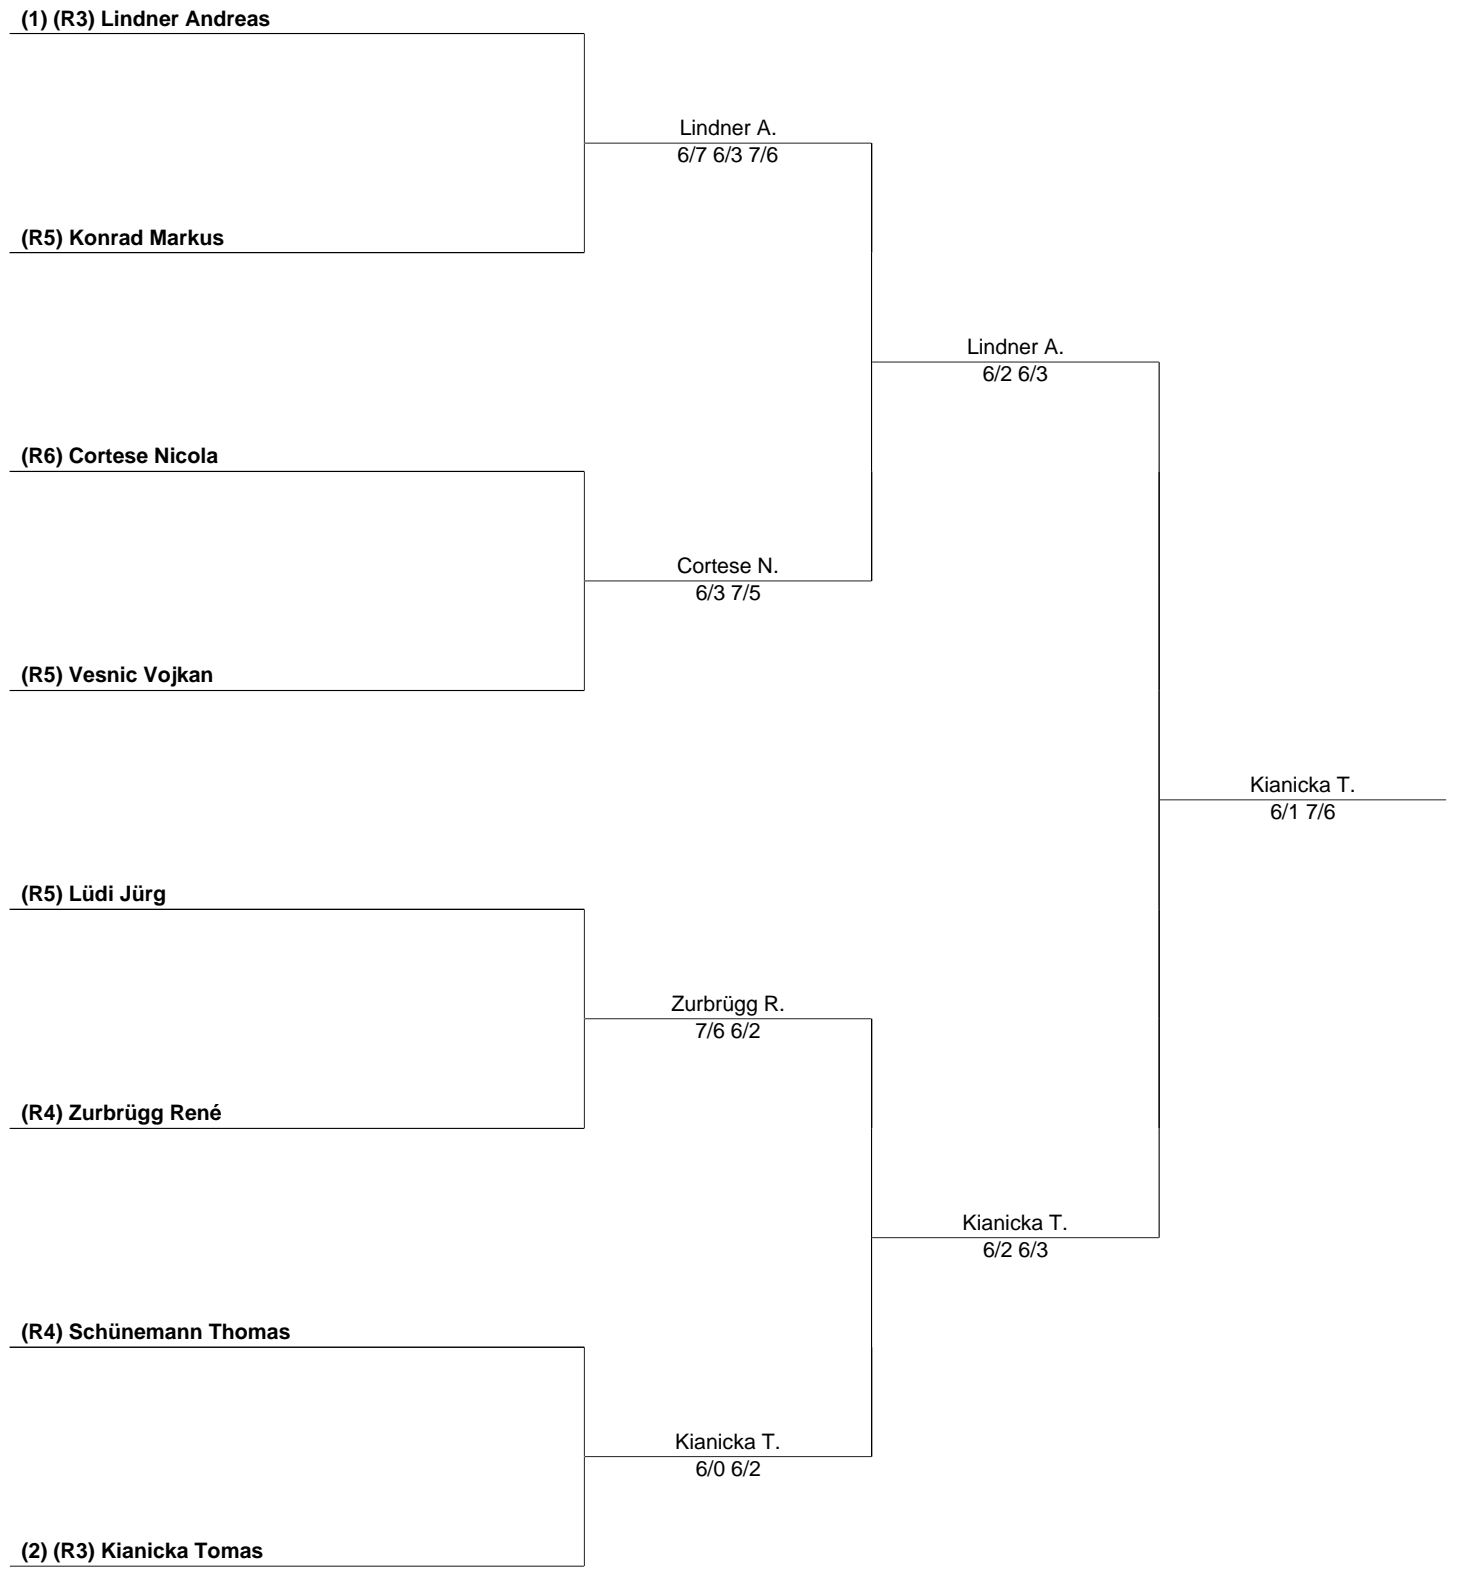 (1) (R3) Lindner Andreas
Lindner A.
6/7 6/3 7/6
(R5) Konrad Markus
Lindner A.
6/2 6/3
(R6) Cortese Nicola
Cortese N.
6/3 7/5
(R5) Vesnic Vojkan
Kianicka T.
6/1 7/6
(R5) Lüdi Jürg
Zurbrügg R.
7/6 6/2
(R4) Zurbrügg René
Kianicka T.
6/2 6/3
(R4) Schünemann Thomas
Kianicka T.
6/0 6/2
(2) (R3) Kianicka Tomas